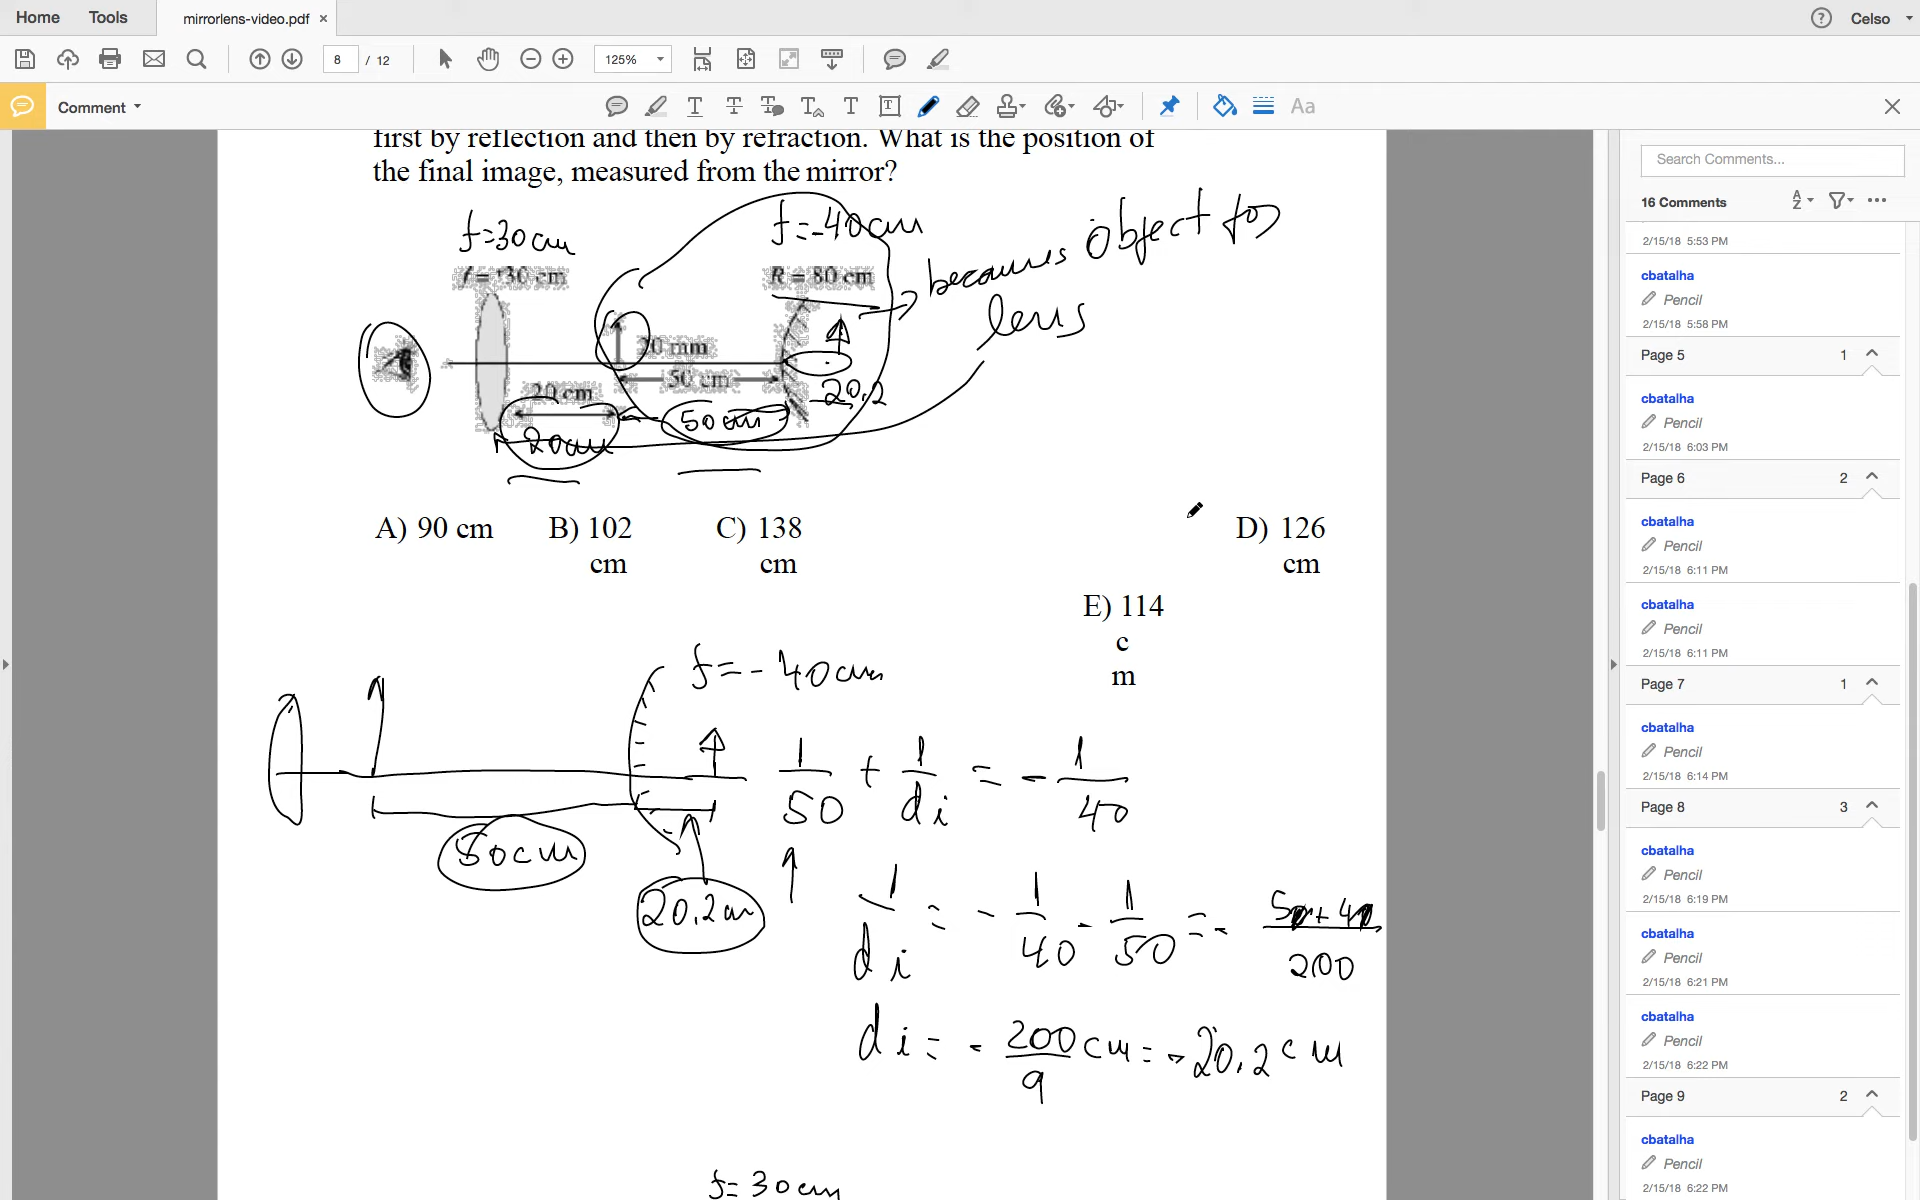 Home Tools mirrorlens-video.pdf × Celso
8 / 12 125%
Comment
Aa
first by reflection and then by refraction. What is the position of
the final image, measured from the mirror?
f=30cm f=-40cm becomes object for
lens
f = +30 cm R = 80 cm
20 mm
50 cm
20 cm
20.2
50cm
20cm
A) 90 cm B) 102 cm C) 138 cm D) 126 cm
E) 114
c
m
f=-40cm
1/50 + 1/di = -1/40
50cm
20.2cm
1/di = -1/40 - 1/50 = -
200
di = -200/9 cm = -20.2cm
f=30cm
Search Comments...
16 Comments
2/15/18 5:53 PM
cbatalha
Pencil
2/15/18 5:58 PM
Page 5 1
cbatalha
Pencil
2/15/18 6:03 PM
Page 6 2
cbatalha
Pencil
2/15/18 6:11 PM
cbatalha
Pencil
2/15/18 6:11 PM
Page 7 1
cbatalha
Pencil
2/15/18 6:14 PM
Page 8 3
cbatalha
Pencil
2/15/18 6:19 PM
cbatalha
Pencil
2/15/18 6:21 PM
cbatalha
Pencil
2/15/18 6:22 PM
Page 9 2
cbatalha
Pencil
2/15/18 6:22 PM